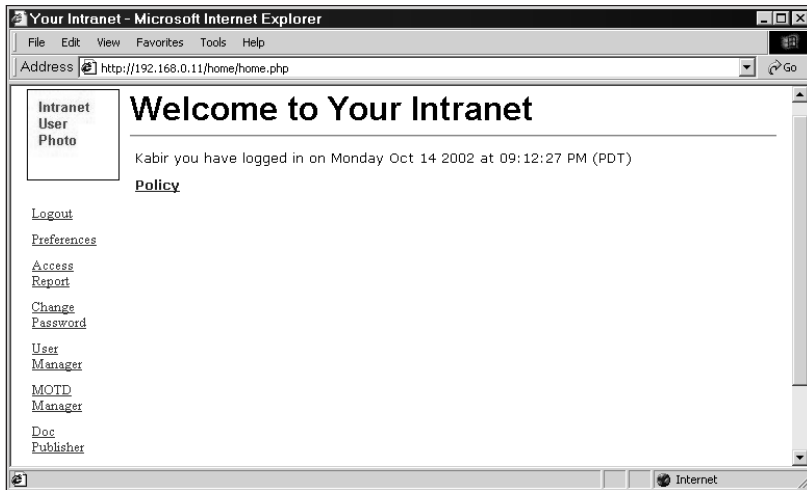 Your Intranet - Microsoft Internet Explorer
File Edit View Favorites Tools Help
Address http://192.168.0.11/home/home.php Go
Intranet
User
Photo
Welcome to Your Intranet
Kabir you have logged in on Monday Oct 14 2002 at 09:12:27 PM (PDT)
Policy
Logout
Preferences
Access
Report
Change
Password
User
Manager
MOTD
Manager
Doc
Publisher
Internet